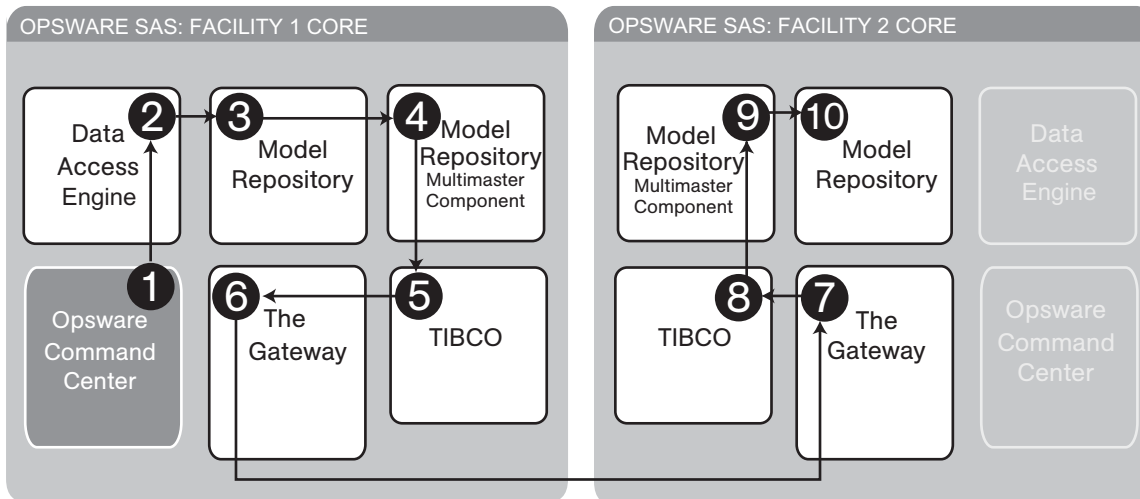 OPSWARE SAS: FACILITY 1 CORE
2
Data
Access
Engine
3
Model
Repository
4
Model
Repository
Multimaster
Component
1
Opsware
Command
Center
6
The
Gateway
5
TIBCO
OPSWARE SAS: FACILITY 2 CORE
9
Model
Repository
Multimaster
Component
10
Model
Repository
Data
Access
Engine
8
TIBCO
7
The
Gateway
Opsware
Command
Center